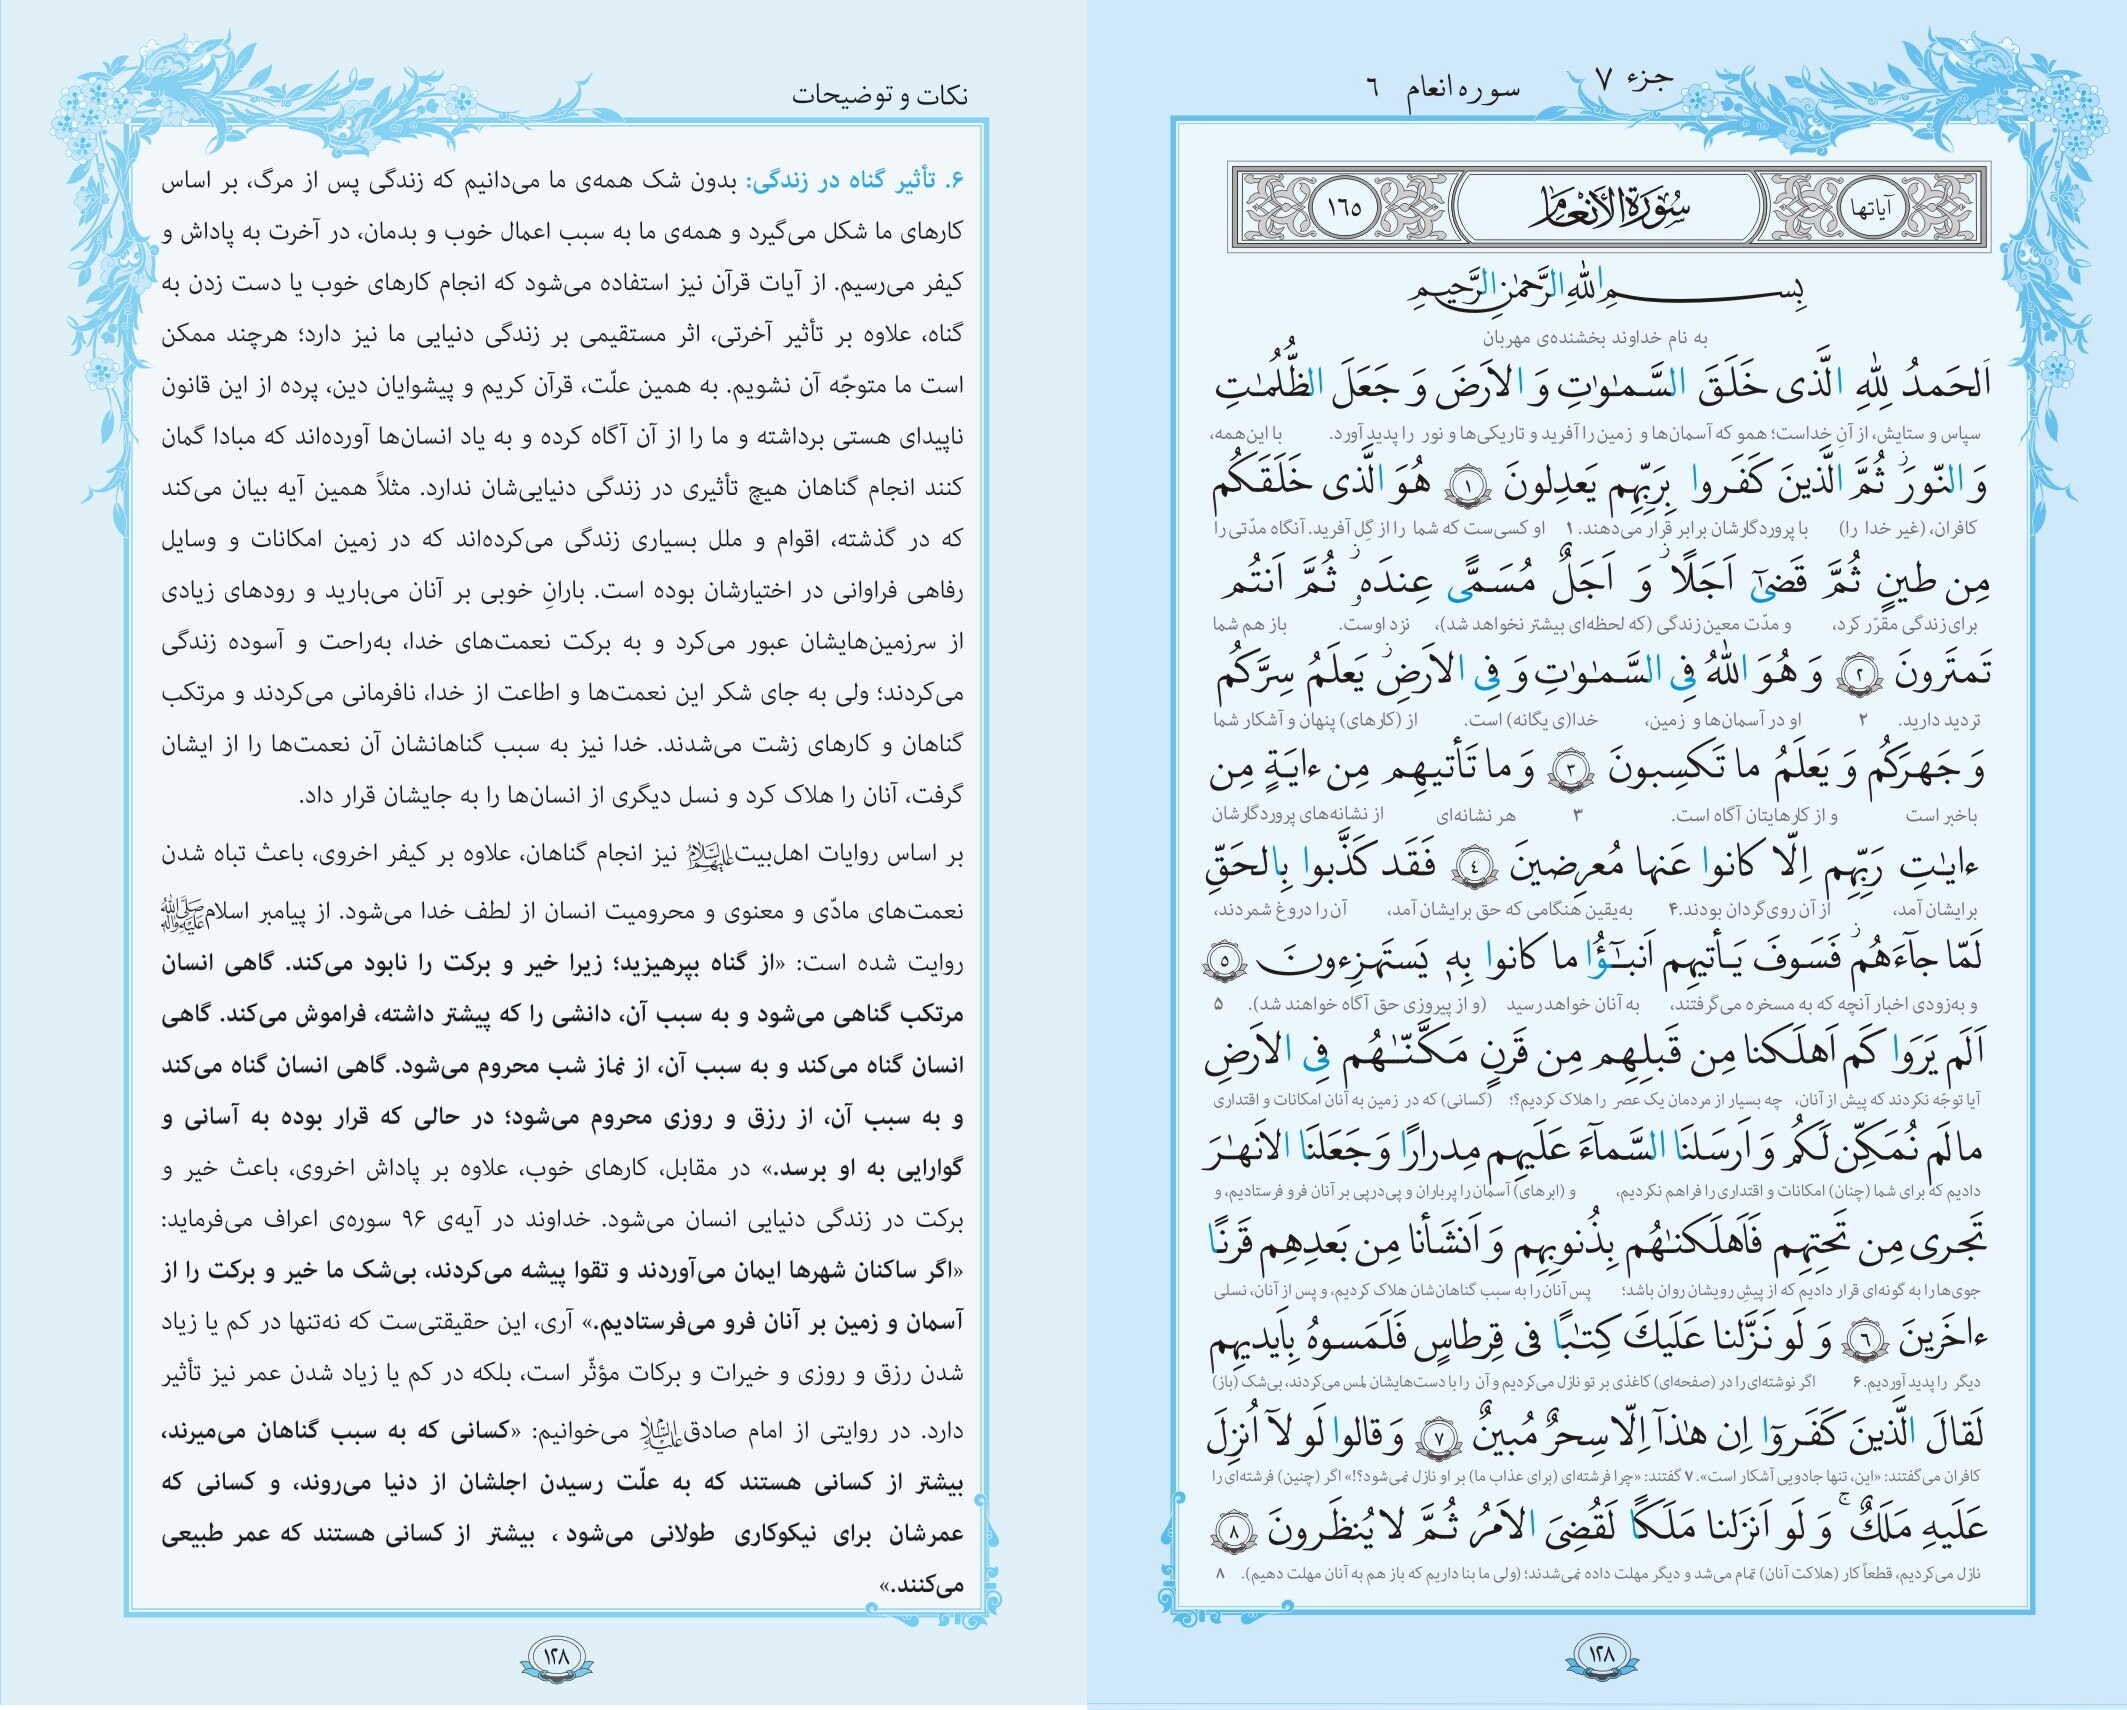 جزء ۷
سوره انعام ٦
آیاتها
سُورَةُ الأَنْعَامِ
١٦٥
بِسمِ اللهِ الرَّحمٰنِ الرَّحیمِ
به نام خداوند بخشنده‌ی مهربان
اَلحَمدُ لِلّٰهِ الَّذی خَلَقَ السَّمٰوٰتِ وَ الاَرضَ وَ جَعَلَ الظُّلُمٰتِ
سپاس و ستایش، از آنِ خداست؛ همو که آسمان‌ها و زمین را آفرید و تاریکی‌ها و نور را پدید آورد. با این‌همه،
وَ النّورَ ۖ ثُمَّ الَّذینَ کَفَروا بِرَبِّهِم یَعدِلونَ ١ هُوَ الَّذی خَلَقَکُم
کافران، (غیر خدا را) با پروردگارشان برابر قرار می‌دهند. ۱ او کسی‌ست که شما را از گِل آفرید. آنگاه مدّتی را
مِن طینٍ ثُمَّ قَضیٰٓ اَجَلًا ۖ وَ اَجَلٌ مُسَمًّی عِندَهٗ ۖ ثُمَّ اَنتُم
برای زندگی مقرّر کرد، و مدّت معین زندگی (که لحظه‌ای بیشتر نخواهد شد)، نزد اوست. باز هم شما
تَمتَرونَ ٢ وَ هُوَ اللهُ فِی السَّمٰوٰتِ وَ فِی الاَرضِ ۖ یَعلَمُ سِرَّکُم
تردید دارید. ۲ او در آسمان‌ها و زمین، خدا(ی یگانه) است. از (کارهای) پنهان و آشکار شما
وَ جَهرَکُم وَ یَعلَمُ ما تَکسِبونَ ٣ وَ ما تَأتیهِم مِن ءایَةٍ مِن
باخبر است و از کارهایتان آگاه است. ۳ هر نشانه‌ای از نشانه‌های پروردگارشان
ءایٰتِ رَبِّهِم اِلّا کانوا عَنها مُعرِضینَ ٤ فَقَد کَذَّبوا بِالحَقِّ
برایشان آمد، از آن روی‌گردان بودند.۴ به‌یقین هنگامی که حق برایشان آمد، آن را دروغ شمردند،
لَمّا جآءَهُم ۖ فَسَوفَ یَأتیهِم اَنبٰٓؤُا ما کانوا بِهٖ یَستَهزِءونَ ٥
و به‌زودی اخبار آنچه که به مسخره می‌گرفتند، به آنان خواهد رسید (و از پیروزی حق آگاه خواهند شد). ۵
اَلَم یَرَوا کَم اَهلَکنا مِن قَبلِهِم مِن قَرنٍ مَکَّنّٰهُم فِی الاَرضِ
آیا توجّه نکردند که پیش از آنان، چه بسیار از مردمان یک عصر را هلاک کردیم؟؛ (کسانی) که در زمین به آنان امکانات و اقتداری
ما لَم نُمَکِّن لَکُم وَ اَرسَلنَا السَّمآءَ عَلَیهِم مِدرارًا وَ جَعَلنَا الاَنهٰرَ
دادیم که برای شما (چنان) امکانات و اقتداری را فراهم نکردیم، و (ابرهای) آسمان را پرباران و پی‌درپی بر آنان فرو فرستادیم، و
تَجری مِن تَحتِهِم فَاَهلَکنٰهُم بِذُنوبِهِم وَ اَنشَأنا مِن بَعدِهِم قَرنًا
جوی‌ها را به گونه‌ای قرار دادیم که از پیشِ رویشان روان باشد؛ پس آنان را به سبب گناهان‌شان هلاک کردیم، و پس از آنان، نسلی
ءاخَرینَ ٦ وَ لَو نَزَّلنا عَلَیکَ کِتٰبًا فی قِرطاسٍ فَلَمَسوهُ بِاَیدیهِم
دیگر را پدید آوردیم.۶ اگر نوشته‌ای را در (صفحه‌ای) کاغذی بر تو نازل می‌کردیم و آن را با دست‌هایشان لمس می‌کردند، بی‌شک (باز)
لَقالَ الَّذینَ کَفَروٓا اِن هٰذآ اِلّا سِحرٌ مُبینٌ ٧ وَ قالوا لَو لآ اُنزِلَ
کافران می‌گفتند: «این، تنها جادویی آشکار است». ۷ گفتند: «چرا فرشته‌ای (برای عذاب ما) بر او نازل نمی‌شود؟!» اگر (چنین) فرشته‌ای را
عَلَیهِ مَلَکٌ ۚ وَ لَو اَنزَلنا مَلَکًا لَقُضِیَ الاَمرُ ثُمَّ لا یُنظَرونَ ٨
نازل می‌کردیم، قطعاً کار (هلاکت آنان) تمام می‌شد و دیگر مهلت داده نمی‌شدند؛ (ولی ما بنا داریم که باز هم به آنان مهلت دهیم). ۸
۱۲۸
نکات و توضیحات
۶. تأثیر گناه در زندگی: بدون شک همه‌ی ما می‌دانیم که زندگی پس از مرگ، بر اساس
کارهای ما شکل می‌گیرد و همه‌ی ما به سبب اعمال خوب و بدمان، در آخرت به پاداش و
کیفر می‌رسیم. از آیات قرآن نیز استفاده می‌شود که انجام کارهای خوب یا دست زدن به
گناه، علاوه بر تأثیر آخرتی، اثر مستقیمی بر زندگی دنیایی ما نیز دارد؛ هرچند ممکن
است ما متوجّه آن نشویم. به همین علّت، قرآن کریم و پیشوایان دین، پرده از این قانون
ناپیدای هستی برداشته و ما را از آن آگاه کرده و به یاد انسان‌ها آورده‌اند که مبادا گمان
کنند انجام گناهان هیچ تأثیری در زندگی دنیایی‌شان ندارد. مثلاً همین آیه بیان می‌کند
که در گذشته، اقوام و ملل بسیاری زندگی می‌کرده‌اند که در زمین امکانات و وسایل
رفاهی فراوانی در اختیارشان بوده است. بارانِ خوبی بر آنان می‌بارید و رودهای زیادی
از سرزمین‌هایشان عبور می‌کرد و به برکت نعمت‌های خدا، به‌راحت و آسوده زندگی
می‌کردند؛ ولی به جای شکر این نعمت‌ها و اطاعت از خدا، نافرمانی می‌کردند و مرتکب
گناهان و کارهای زشت می‌شدند. خدا نیز به سبب گناهانشان آن نعمت‌ها را از ایشان
گرفت، آنان را هلاک کرد و نسل دیگری از انسان‌ها را به جایشان قرار داد.
بر اساس روایات اهل‌بیت علیهم‌السلام نیز انجام گناهان، علاوه بر کیفر اخروی، باعث تباه شدن
نعمت‌های مادّی و معنوی و محرومیت انسان از لطف خدا می‌شود. از پیامبر اسلام ﷺ
روایت شده است: «از گناه بپرهیزید؛ زیرا خیر و برکت را نابود می‌کند. گاهی انسان
مرتکب گناهی می‌شود و به سبب آن، دانشی را که پیشتر داشته، فراموش می‌کند. گاهی
انسان گناه می‌کند و به سبب آن، از نماز شب محروم می‌شود. گاهی انسان گناه می‌کند
و به سبب آن، از رزق و روزی محروم می‌شود؛ در حالی که قرار بوده به آسانی و
گوارایی به او برسد.» در مقابل، کارهای خوب، علاوه بر پاداش اخروی، باعث خیر و
برکت در زندگی دنیایی انسان می‌شود. خداوند در آیه‌ی ۹۶ سوره‌ی اعراف می‌فرماید:
«اگر ساکنان شهرها ایمان می‌آوردند و تقوا پیشه می‌کردند، بی‌شک ما خیر و برکت را از
آسمان و زمین بر آنان فرو می‌فرستادیم.» آری، این حقیقتی‌ست که نه‌تنها در کم یا زیاد
شدن رزق و روزی و خیرات و برکات مؤثّر است، بلکه در کم یا زیاد شدن عمر نیز تأثیر
دارد. در روایتی از امام صادق علیه‌السلام می‌خوانیم: «کسانی که به سبب گناهان می‌میرند،
بیشتر از کسانی هستند که به علّت رسیدن اجلشان از دنیا می‌روند، و کسانی که
عمرشان برای نیکوکاری طولانی می‌شود، بیشتر از کسانی هستند که عمر طبیعی
می‌کنند.»
۱۲۸